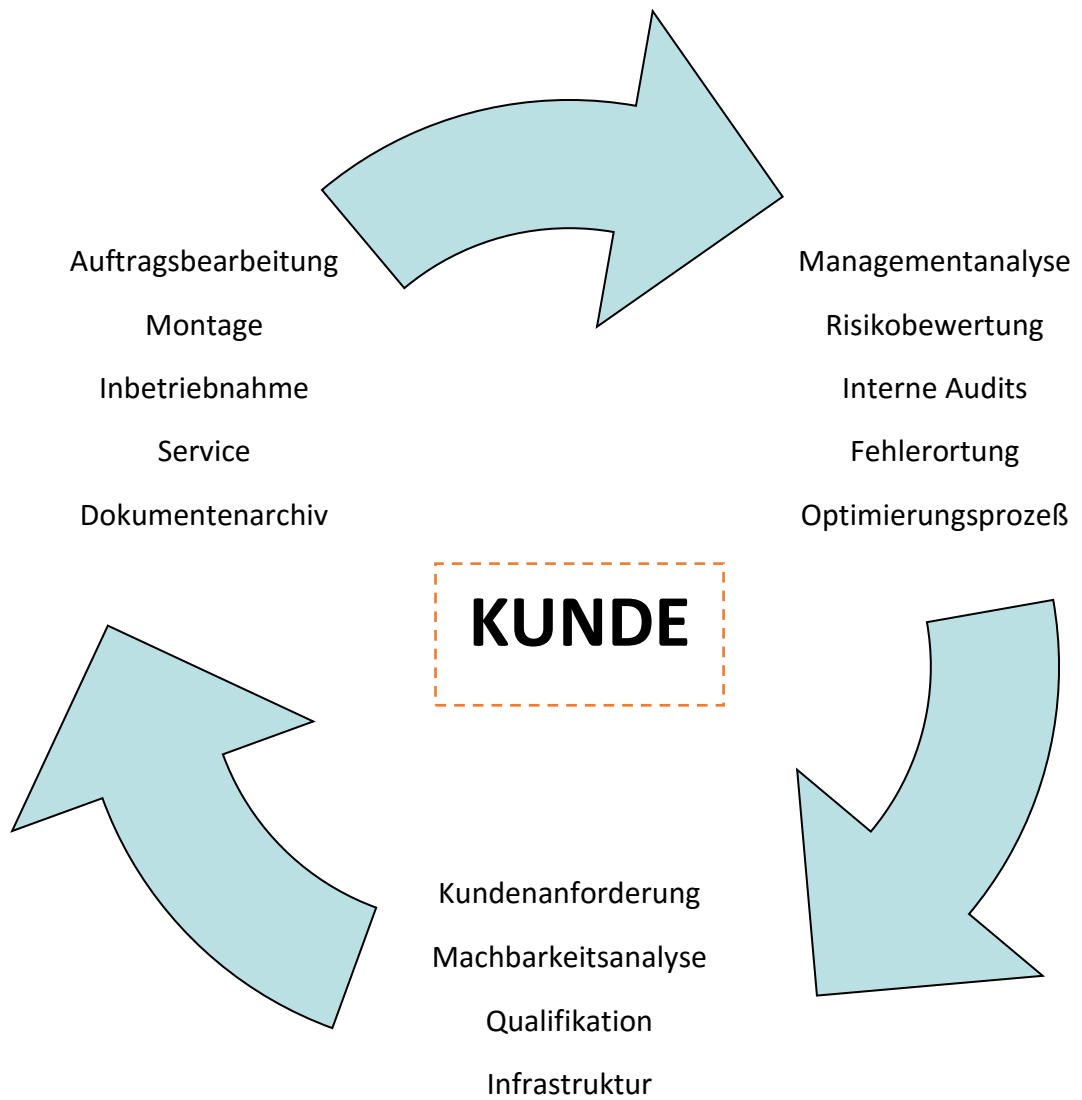 Auftragsbearbeitung
Montage
Inbetriebnahme
Service
Dokumentenarchiv
Managementanalyse
Risikobewertung
Interne Audits
Fehlerortung
Optimierungsprozeß
KUNDE
Kundenanforderung
Machbarkeitsanalyse
Qualifikation
Infrastruktur